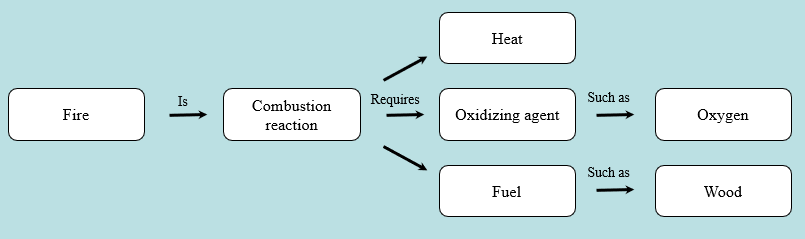 Heat
Fire
Is
Combustion
reaction
Requires
Oxidizing agent
Such as
Oxygen
Fuel
Such as
Wood